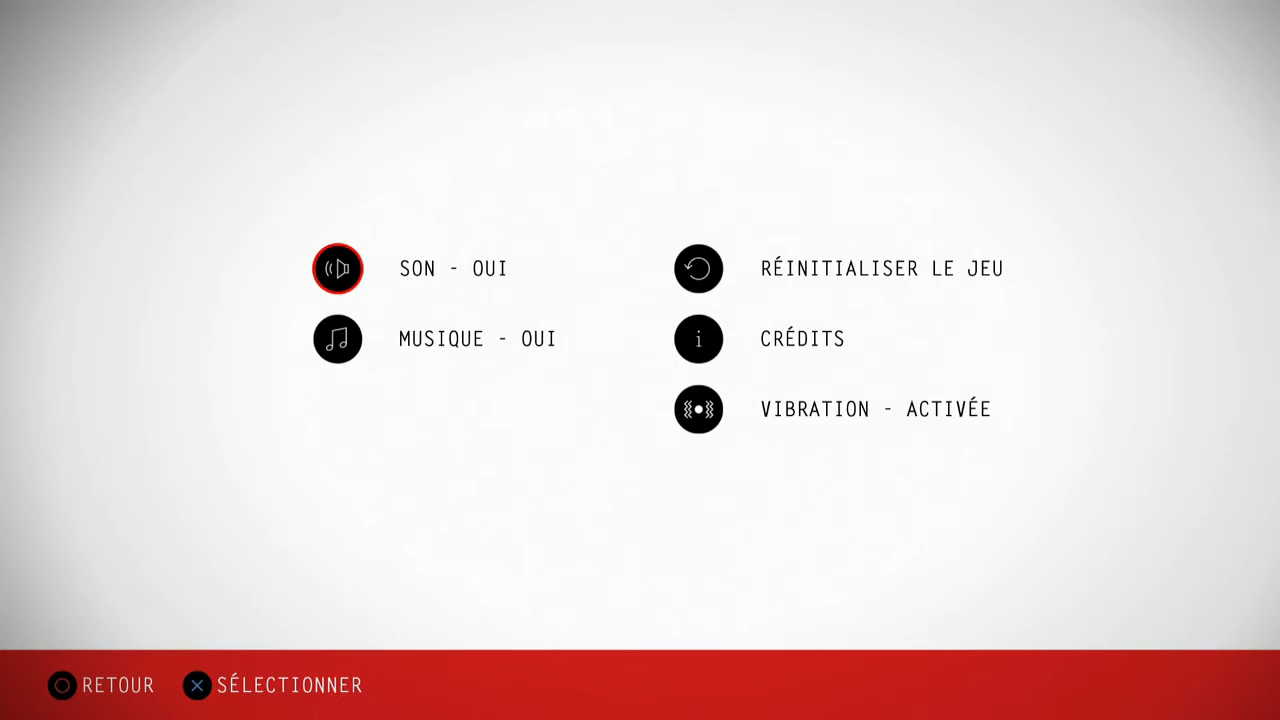 SON - OUI
MUSIQUE - OUI
RÉINITIALISER LE JEU
CRÉDITS
VIBRATION - ACTIVÉE
RETOUR
SÉLECTIONNER